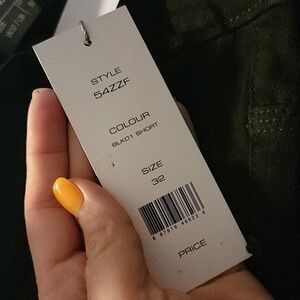 STYLE
54ZZF
COLOUR
BLK01 SHORT
SIZE
32
PRICE